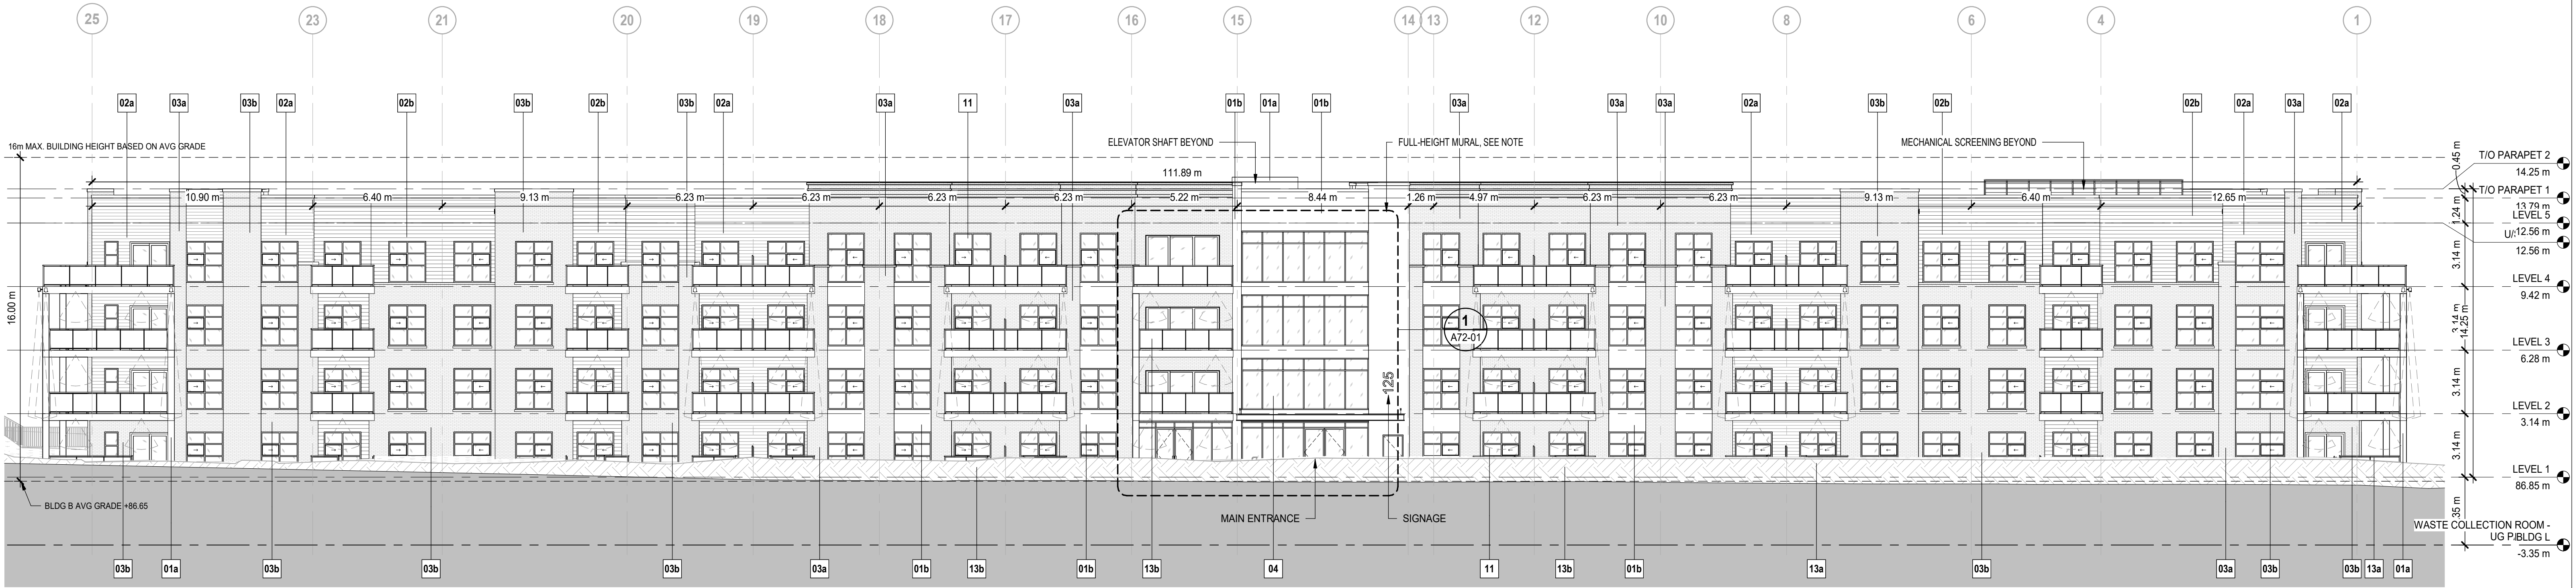 25 23 21 20 19 18 17 16 15 14 13 12 10 8 6 4 1
02a 03a 03b 02a 02b 03b 02b 03b 02a 03a 11 03a 01b 01a 01b 03a 03a 03a 02a 03b 02b 02b 02a 03a 02a
16m MAX. BUILDING HEIGHT BASED ON AVG GRADE
ELEVATOR SHAFT BEYOND
FULL-HEIGHT MURAL, SEE NOTE
MECHANICAL SCREENING BEYOND
111.89 m
10.90 m 6.40 m 9.13 m 6.23 m 6.23 m 6.23 m 6.23 m 5.22 m 8.44 m 1.26 m 4.97 m 6.23 m 6.23 m 9.13 m 6.40 m 12.65 m
0.45 m
T/O PARAPET 2
14.25 m
T/O PARAPET 1
13.79 m
1.24 m
LEVEL 5
12.56 m
U/S
12.56 m
3.14 m
LEVEL 4
9.42 m
3.14 m
14.25 m
LEVEL 3
6.28 m
3.14 m
LEVEL 2
3.14 m
3.14 m
LEVEL 1
86.85 m
.35 m
WASTE COLLECTION ROOM -
UG P BLDG L
-3.35 m
16.00 m
1
A72-01
125
BLDG B AVG GRADE +86.65
MAIN ENTRANCE
SIGNAGE
03b 01a 03b 03b 03b 03a 01b 13b 01b 13b 04 11 13b 01b 13a 03b 03a 03b 03b 13a 01a